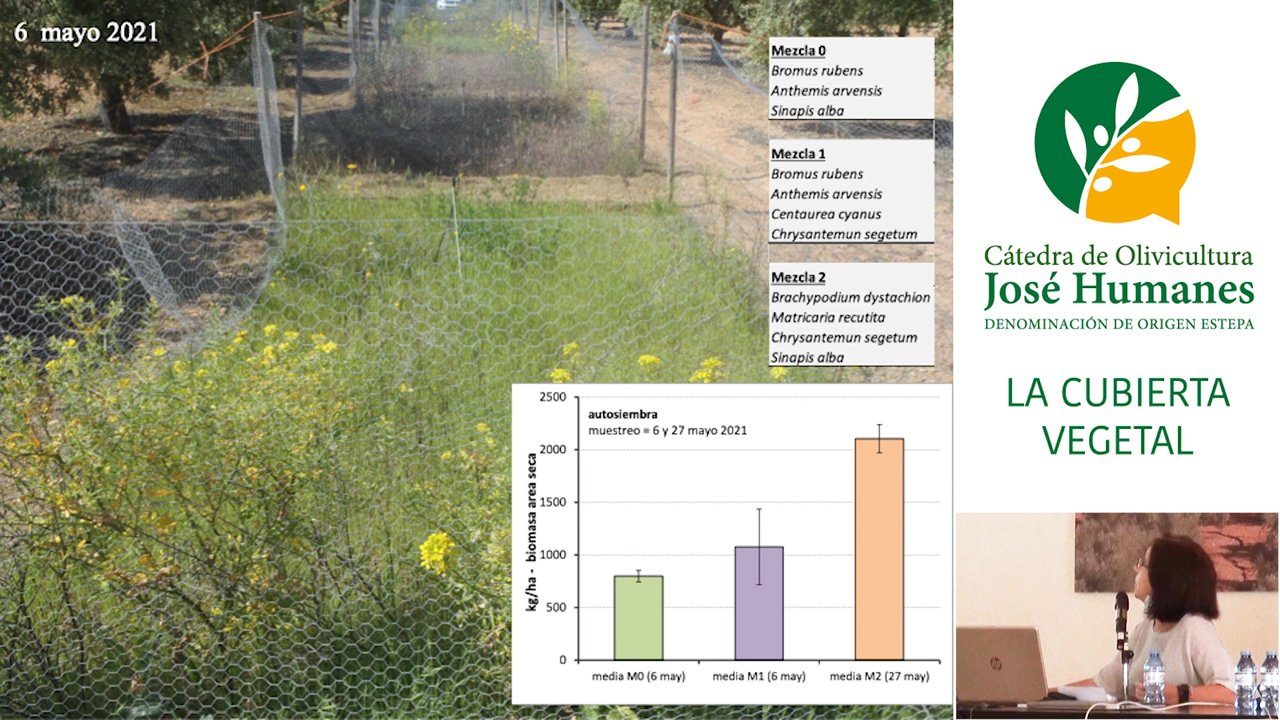 6 mayo 2021
Mezcla 0
Bromus rubens
Anthemis arvensis
Sinapis alba
Mezcla 1
Bromus rubens
Anthemis arvensis
Centaurea cyanus
Chrysantemun segetum
Mezcla 2
Brachypodium dystachion
Matricaria recutita
Chrysantemun segetum
Sinapis alba
2500
2000
1500
1000
500
0
kg/ha - biomasa area seca
autosiembra
muestreo = 6 y 27 mayo 2021
media M0 (6 may)
media M1 (6 may)
media M2 (27 may)
Cátedra de Olivicultura
José Humanes
DENOMINACIÓN DE ORIGEN ESTEPA
LA CUBIERTA
VEGETAL
hp